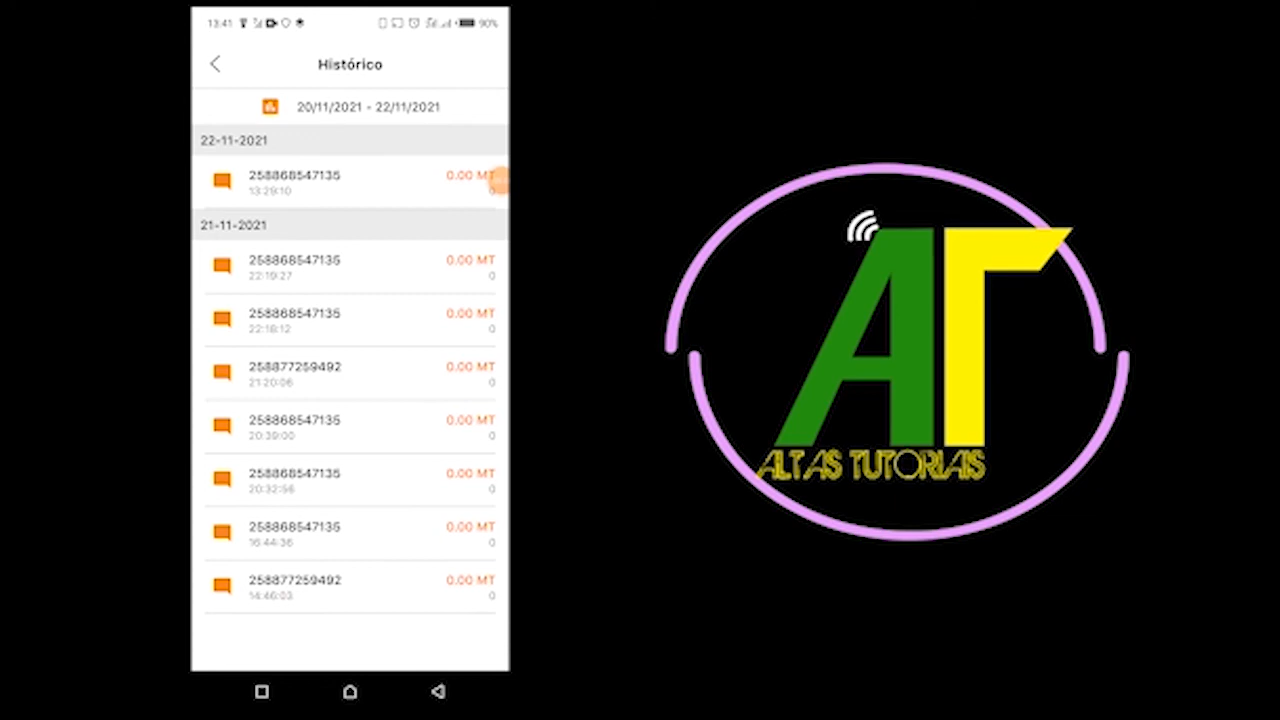 13:41
90%
Histórico
20/11/2021 - 22/11/2021
22-11-2021
258868547135
0.00 MT
13:29:10
0
21-11-2021
258868547135
0.00 MT
22:19:27
0
258868547135
0.00 MT
22:18:12
0
258877259492
0.00 MT
21:20:06
0
258868547135
0.00 MT
20:39:00
0
258868547135
0.00 MT
20:32:56
0
258868547135
0.00 MT
16:44:36
0
258877259492
0.00 MT
14:46:03
0
AT
ALTAS TUTORIAIS